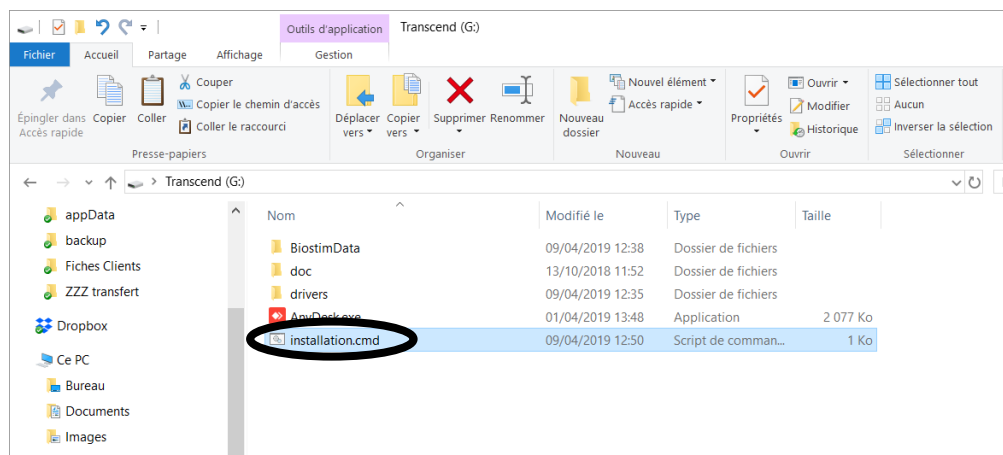 Outils d'application Transcend (G:)
Fichier Accueil Partage Affichage Gestion
Épingler dans Accès rapide
Copier
Coller
Couper
Copier le chemin d'accès
Coller le raccourci
Presse-papiers
Déplacer vers
Copier vers
Supprimer
Renommer
Organiser
Nouveau dossier
Nouvel élément
Accès rapide
Nouveau
Propriétés
Ouvrir
Modifier
Historique
Ouvrir
Sélectionner tout
Aucun
Inverser la sélection
Sélectionner
Transcend (G:)
appData
backup
Fiches Clients
ZZZ transfert
Dropbox
Ce PC
Bureau
Documents
Images
Nom Modifié le Type Taille
BiostimData 09/04/2019 12:38 Dossier de fichiers
doc 13/10/2018 11:52 Dossier de fichiers
drivers 09/04/2019 12:35 Dossier de fichiers
AnyDesk.exe 01/04/2019 13:48 Application 2 077 Ko
installation.cmd 09/04/2019 12:50 Script de comman... 1 Ko